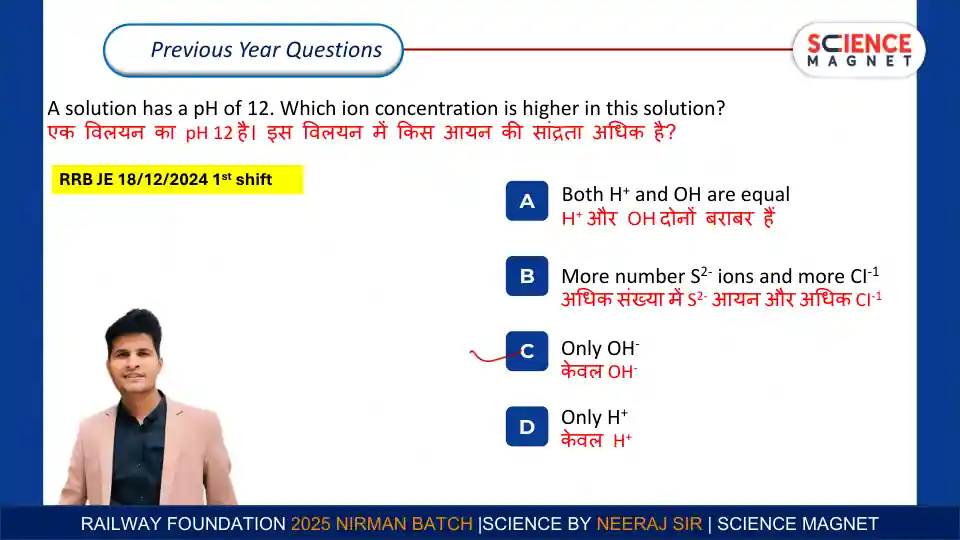 Previous Year Questions
SCIENCE
MAGNET
A solution has a pH of 12. Which ion concentration is higher in this solution?
एक विलयन का pH 12 है। इस विलयन में किस आयन की सांद्रता अधिक है?
RRB JE 18/12/2024 1st shift
A
Both H⁺ and OH are equal
H⁺ और OH दोनों बराबर हैं
B
More number S²⁻ ions and more CI⁻¹
अधिक संख्या में S²⁻ आयन और अधिक CI⁻¹
C
Only OH⁻
केवल OH⁻
D
Only H⁺
केवल H⁺
RAILWAY FOUNDATION 2025 NIRMAN BATCH |SCIENCE BY NEERAJ SIR | SCIENCE MAGNET